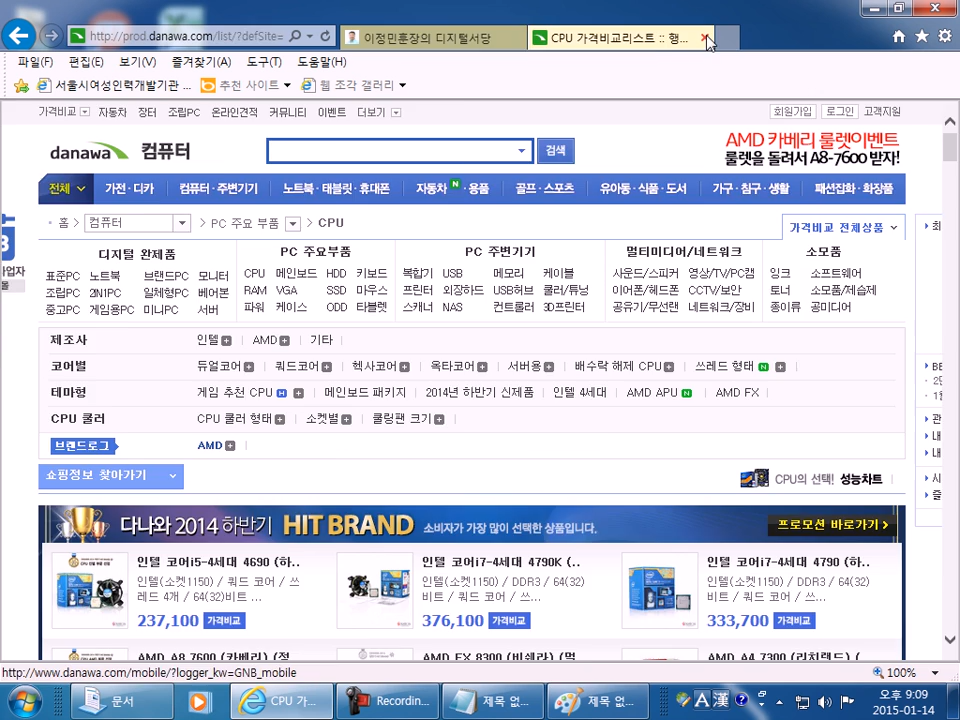 http://prod.danawa.com/list/?defSite=
이정민훈장의 디지털서당
CPU 가격비교리스트 :: 행...
파일(F) 편집(E) 보기(V) 즐겨찾기(A) 도구(T) 도움말(H)
서울시여성인력개발기관 ... 추천 사이트 웹 조각 갤러리
가격비교 자동차 장터 조립PC 온라인견적 커뮤니티 이벤트 더보기
회원가입 로그인 고객지원
danawa 컴퓨터
검색
AMD 카베리 룰렛이벤트
룰렛을 돌려서 A8-7600 받자!
전체 가전·디카 컴퓨터·주변기기 노트북·태블릿·휴대폰 자동차·용품 골프·스포츠 유아동·식품·도서 가구·침구·생활 패션잡화·화장품
홈 > 컴퓨터 > PC 주요 부품 > CPU
가격비교 전체상품
디지털 완제품 PC 주요부품 PC 주변기기 멀티미디어/네트워크 소모품
표준PC 노트북 브랜드PC 모니터 CPU 메인보드 HDD 키보드 복합기 USB 메모리 케이블 사운드/스피커 영상/TV/PC캠 잉크 소프트웨어
조립PC 2IN1PC 일체형PC 베어본 RAM VGA SSD 마우스 프린터 외장하드 USB허브 쿨러/튜닝 이어폰/헤드폰 CCTV/보안 토너 소모품/제습제
중고PC 게임용PC 미니PC 서버 파워 케이스 ODD 타블렛 스캐너 NAS 컨트롤러 3D프린터 공유기/무선랜 네트워크/장비 종이류 공미디어
제조사 인텔 AMD 기타
코어별 듀얼코어 쿼드코어 헥사코어 옥타코어 서버용 배수락 해제 CPU 쓰레드 형태 N
테마형 게임 추천 CPU H 메인보드 패키지 2014년 하반기 신제품 인텔 4세대 AMD APU N AMD FX
CPU 쿨러 CPU 쿨러 형태 소켓별 쿨링팬 크기
브랜드로그 AMD
쇼핑정보 찾아가기
CPU의 선택! 성능차트
다나와 2014 하반기 HIT BRAND 소비자가 가장 많이 선택한 상품입니다.
프로모션 바로가기 >
인텔 코어i5-4세대 4690 (하..
인텔(소켓1150) / 쿼드 코어 / 쓰
레드 4개 / 64(32)비트 ...
237,100 가격비교
인텔 코어i7-4세대 4790K (..
인텔(소켓1150) / DDR3 / 64(32)
비트 / 쿼드 코어 / 쓰...
376,100 가격비교
인텔 코어i7-4세대 4790 (하..
인텔(소켓1150) / DDR3 / 64(32)
비트 / 쿼드 코어 / 쓰...
333,700 가격비교
http://www.danawa.com/mobile/?logger_kw=GNB_mobile
100%
문서
CPU 가...
Recordin...
제목 없...
제목 없...
A 漢
오후 9:09
2015-01-14